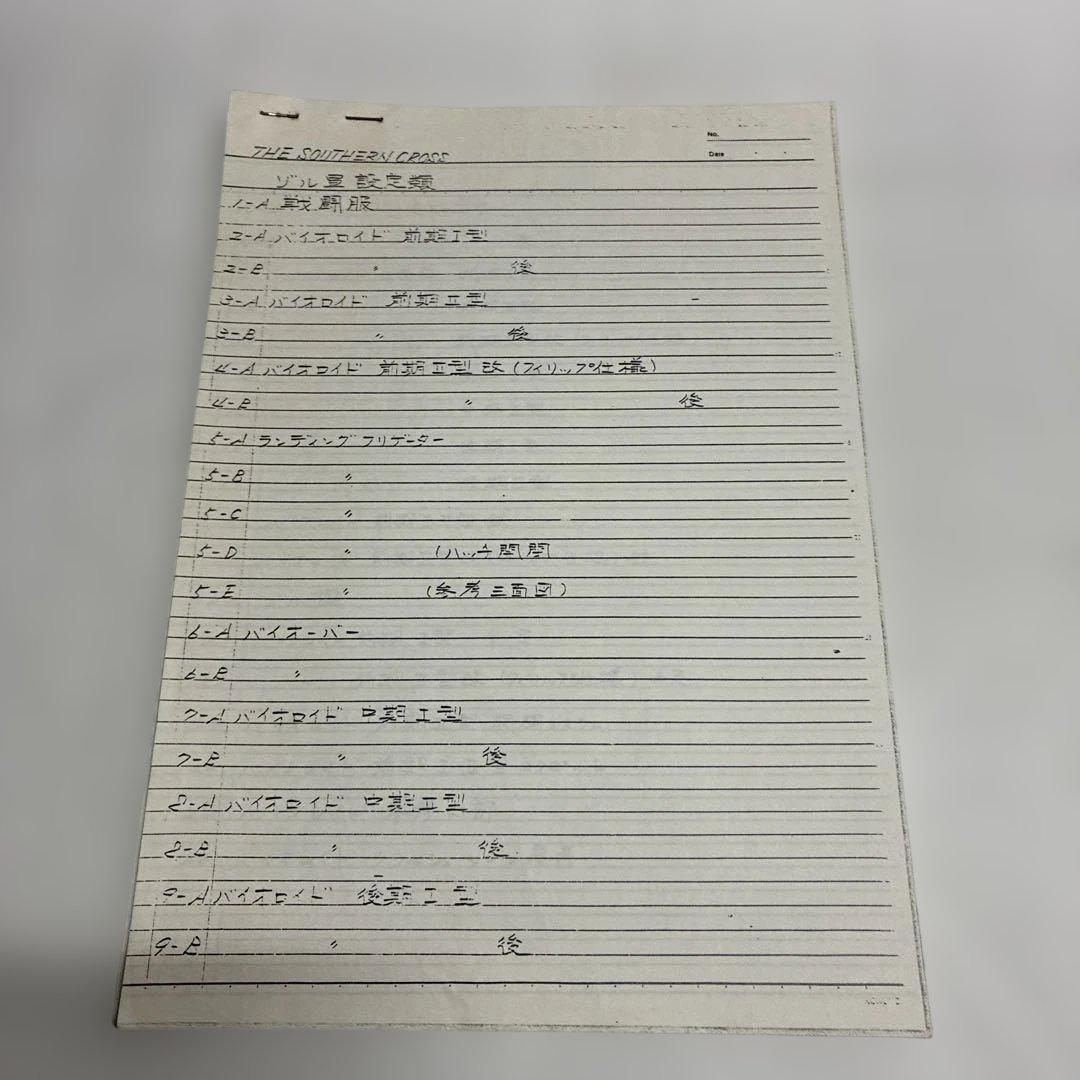 No.
Date
THE SOUTHERN CROSS
ゾル星設定類
1-A 戦闘服
2-A バイオロイド 前期I型
2-B 〃 後
3-A バイオロイド 前期II型
3-B 〃 後
4-A バイオロイド 前期II型改(フィリップ仕様)
4-B 〃 後
5-A ランディングフリゲーター
5-B 〃
5-C 〃
5-D 〃 (ハッチ開閉
5-E 〃 (参考三面図)
6-A バイオーバー
6-B 〃
7-A バイオロイド 中期I型
7-B 〃 後
8-A バイオロイド 中期II型
8-B 〃 後
9-A バイオロイド 後期I型
9-B 〃 後